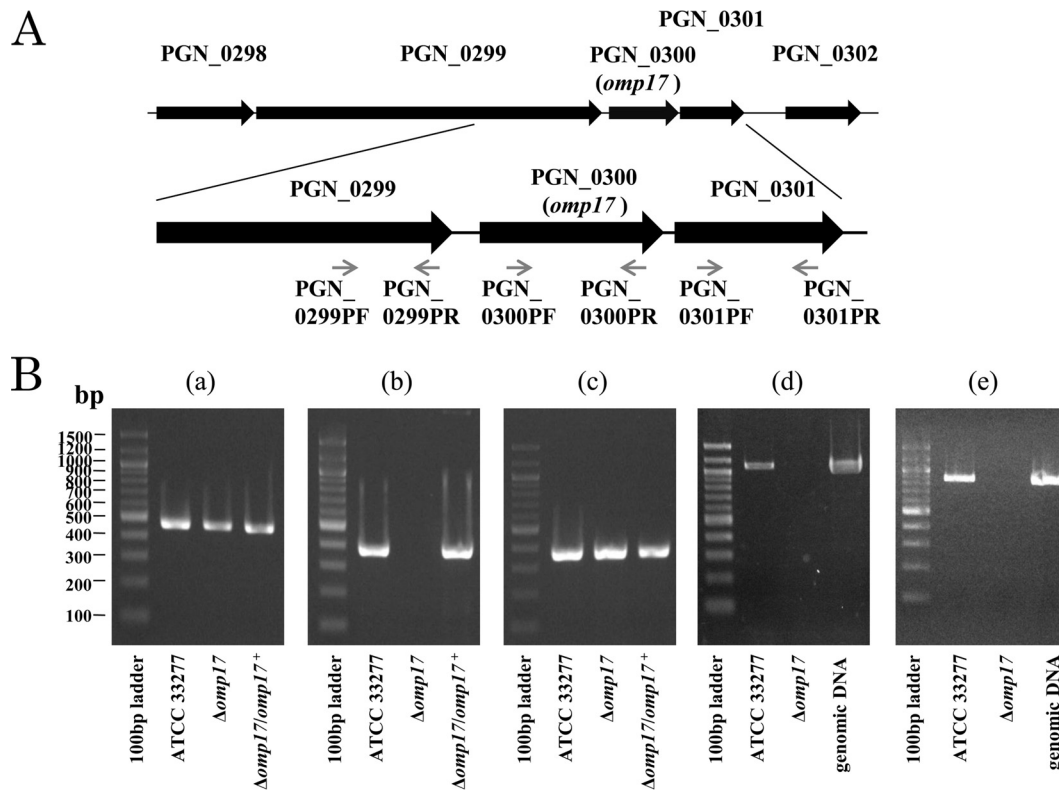 A
PGN_0301
PGN_0298
PGN_0299
PGN_0300
PGN_0302
(omp17)
PGN_0299
PGN_0300
(omp17)
PGN_0301
PGN_
0299PF
PGN_
0299PR
PGN_
0300PF
PGN_
0300PR
PGN_
0301PF
PGN_
0301PR
B
bp
(a)
(b)
(c)
(d)
(e)
1500
1200
1000
900
800
700
600
500
400
300
200
100
100bp ladder
ATCC 33277
Δomp17
Δomp17/omp17+
100bp ladder
ATCC 33277
Δomp17
Δomp17/omp17+
100bp ladder
ATCC 33277
Δomp17
Δomp17/omp17+
100bp ladder
ATCC 33277
Δomp17
genomic DNA
100bp ladder
ATCC 33277
Δomp17
genomic DNA